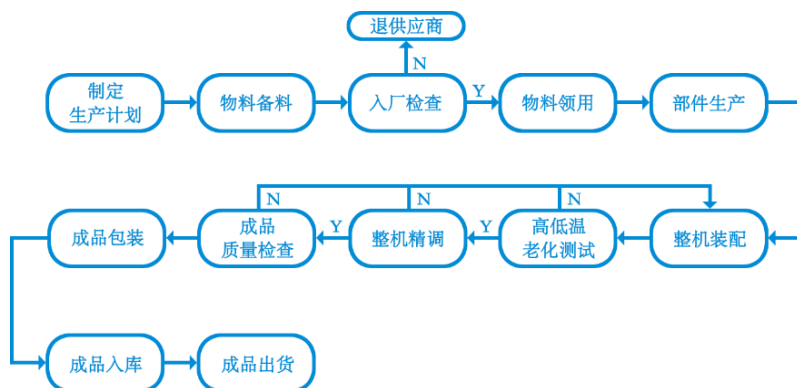 退供应商
N
制定
生产计划
物料备料
入厂检查
Y
物料领用
部件生产
N
N
N
成品包装
成品
质量检查
Y
整机精调
Y
高低温
老化测试
整机装配
成品入库
成品出货